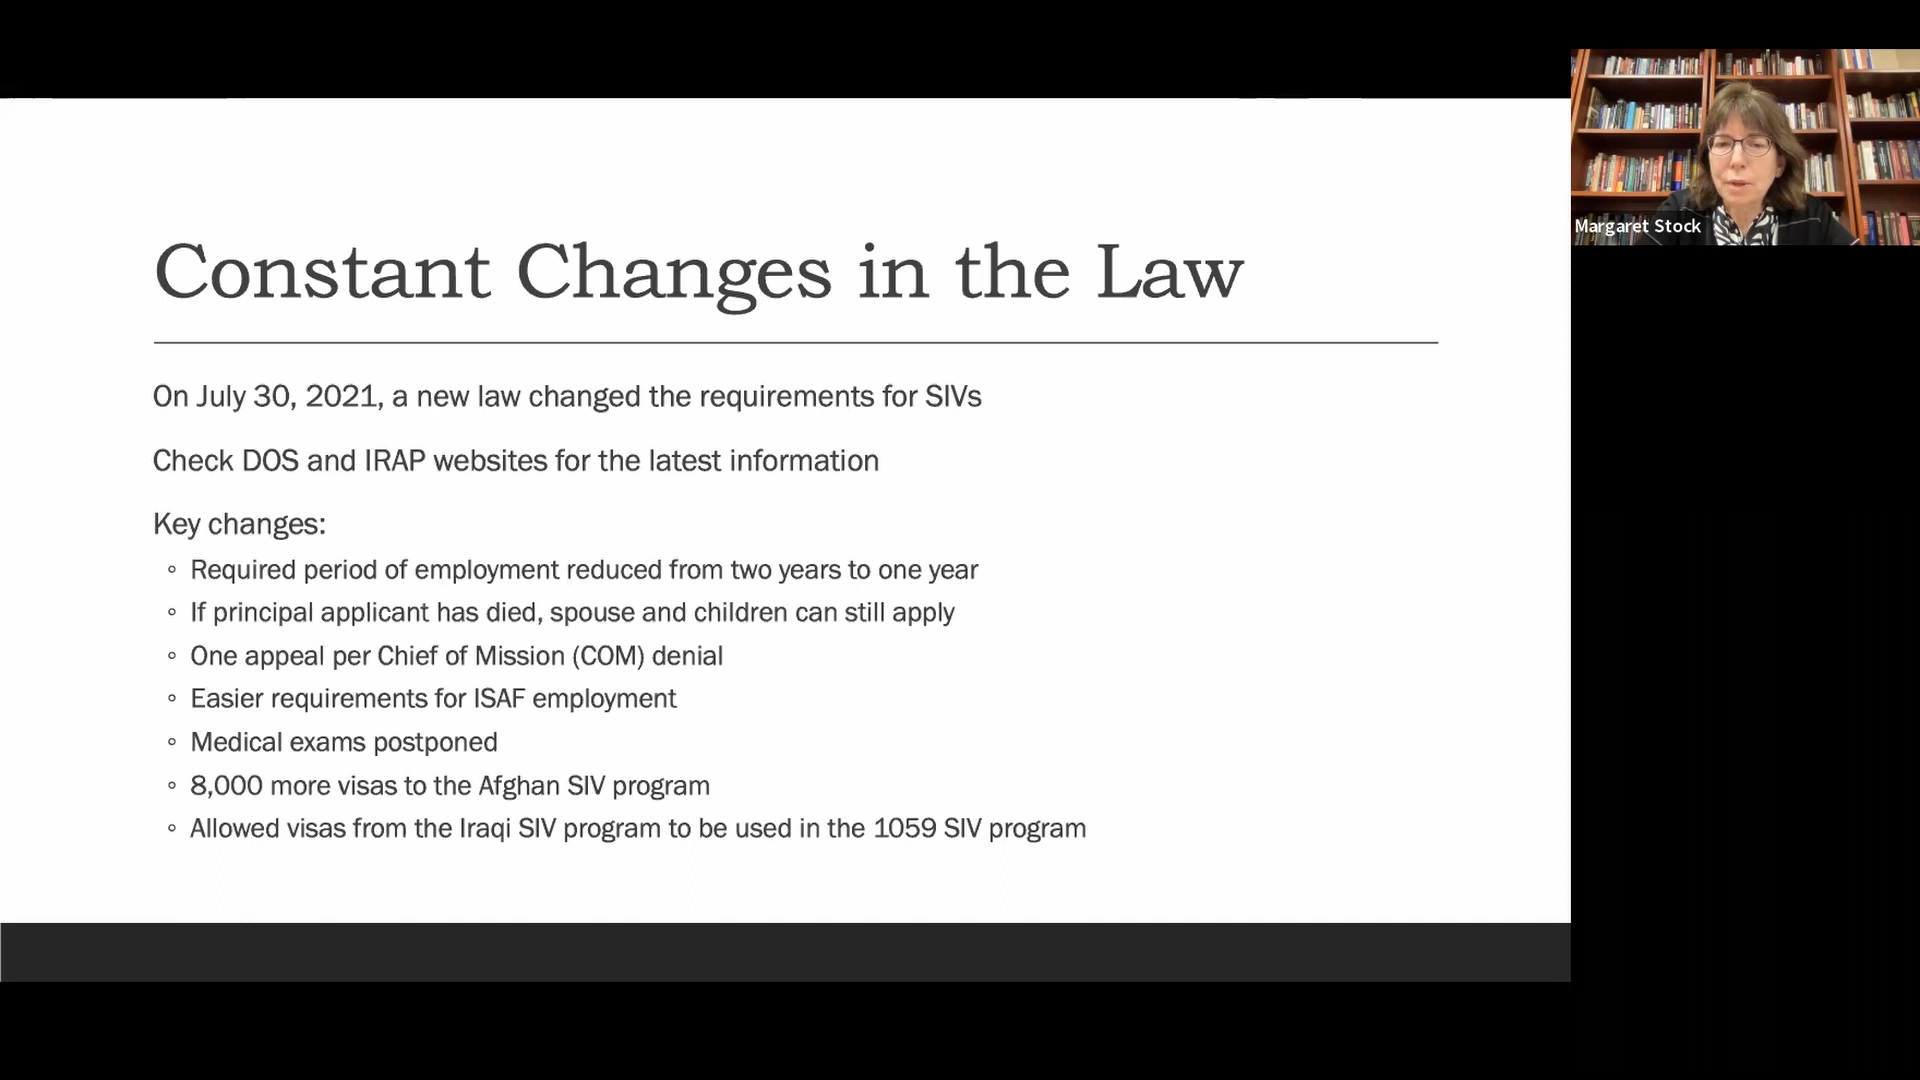 Constant Changes in the Law
On July 30, 2021, a new law changed the requirements for SIVs
Check DOS and IRAP websites for the latest information
Key changes:
◦ Required period of employment reduced from two years to one year
◦ If principal applicant has died, spouse and children can still apply
◦ One appeal per Chief of Mission (COM) denial
◦ Easier requirements for ISAF employment
◦ Medical exams postponed
◦ 8,000 more visas to the Afghan SIV program
◦ Allowed visas from the Iraqi SIV program to be used in the 1059 SIV program
Margaret Stock